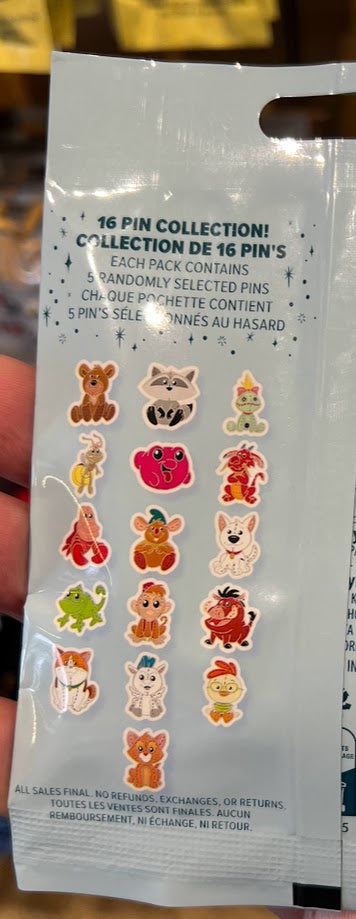 16 PIN COLLECTION!
COLLECTION DE 16 PIN'S
EACH PACK CONTAINS
5 RANDOMLY SELECTED PINS
CHAQUE POCHETTE CONTIENT
5 PIN'S SÉLECTIONNÉS AU HASARD
ALL SALES FINAL. NO REFUNDS, EXCHANGES, OR RETURNS.
TOUTES LES VENTES SONT FINALES. AUCUN
REMBOURSEMENT, NI ÉCHANGE, NI RETOUR.